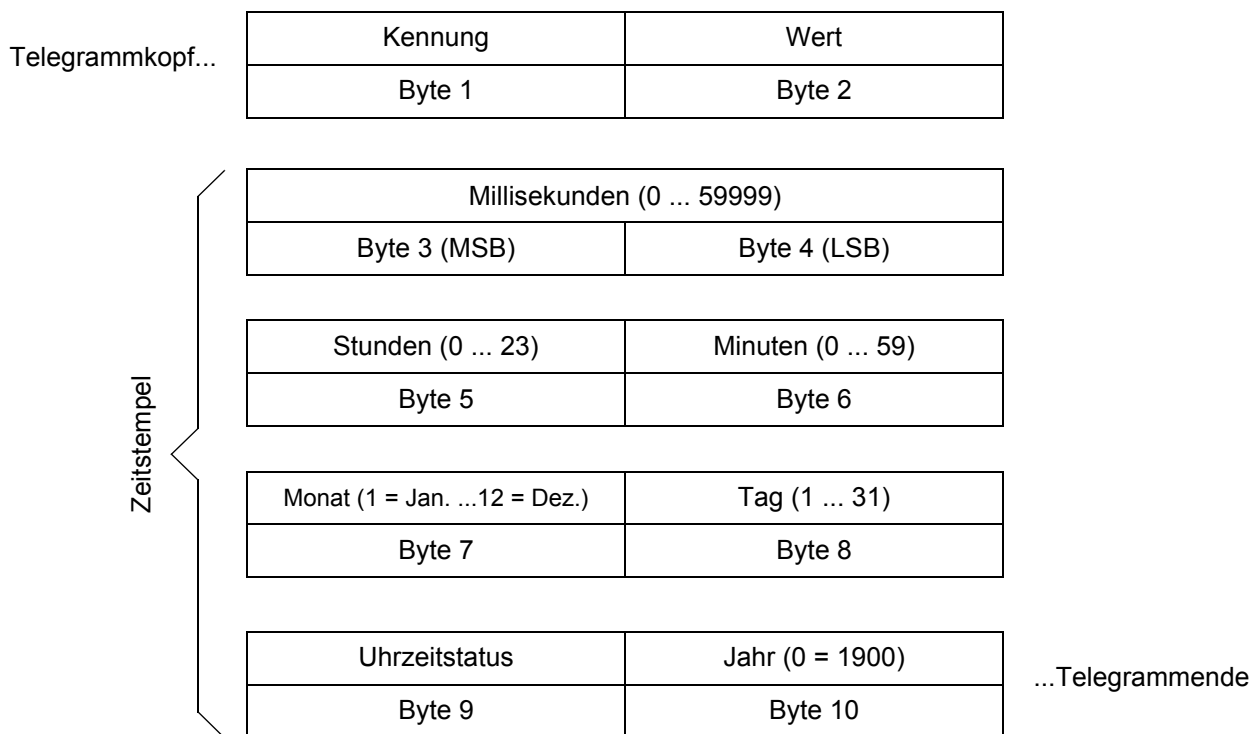 Kennung Wert
Telegrammkopf...
Byte 1 Byte 2
Millisekunden (0 ... 59999)
Byte 3 (MSB) Byte 4 (LSB)
Stunden (0 ... 23) Minuten (0 ... 59)
Byte 5 Byte 6
Zeitstempel
Monat (1 = Jan. ...12 = Dez.) Tag (1 ... 31)
Byte 7 Byte 8
Uhrzeitstatus Jahr (0 = 1900)
...Telegrammende
Byte 9 Byte 10